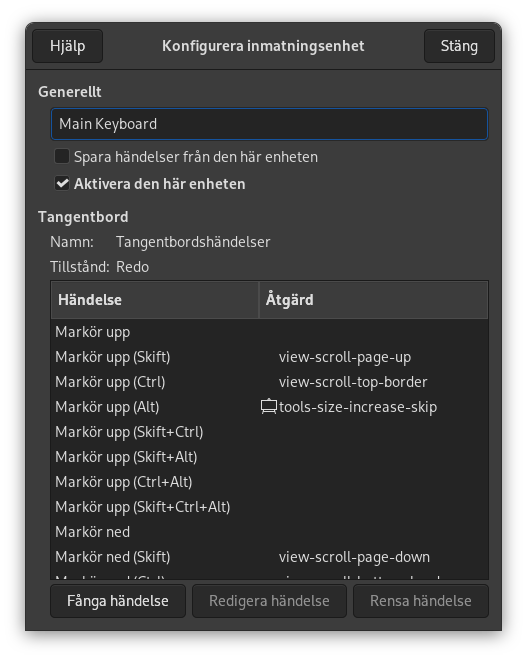 Hjälp Konfigurera inmatningsenhet Stäng
Generellt
Main Keyboard
Spara händelser från den här enheten
Aktivera den här enheten
Tangentbord
Namn: Tangentbordshändelser
Tillstånd: Redo
Händelse Åtgärd
Markör upp
Markör upp (Skift) view-scroll-page-up
Markör upp (Ctrl) view-scroll-top-border
Markör upp (Alt) tools-size-increase-skip
Markör upp (Skift+Ctrl)
Markör upp (Skift+Alt)
Markör upp (Ctrl+Alt)
Markör upp (Skift+Ctrl+Alt)
Markör ned
Markör ned (Skift) view-scroll-page-down
Fånga händelse Redigera händelse Rensa händelse